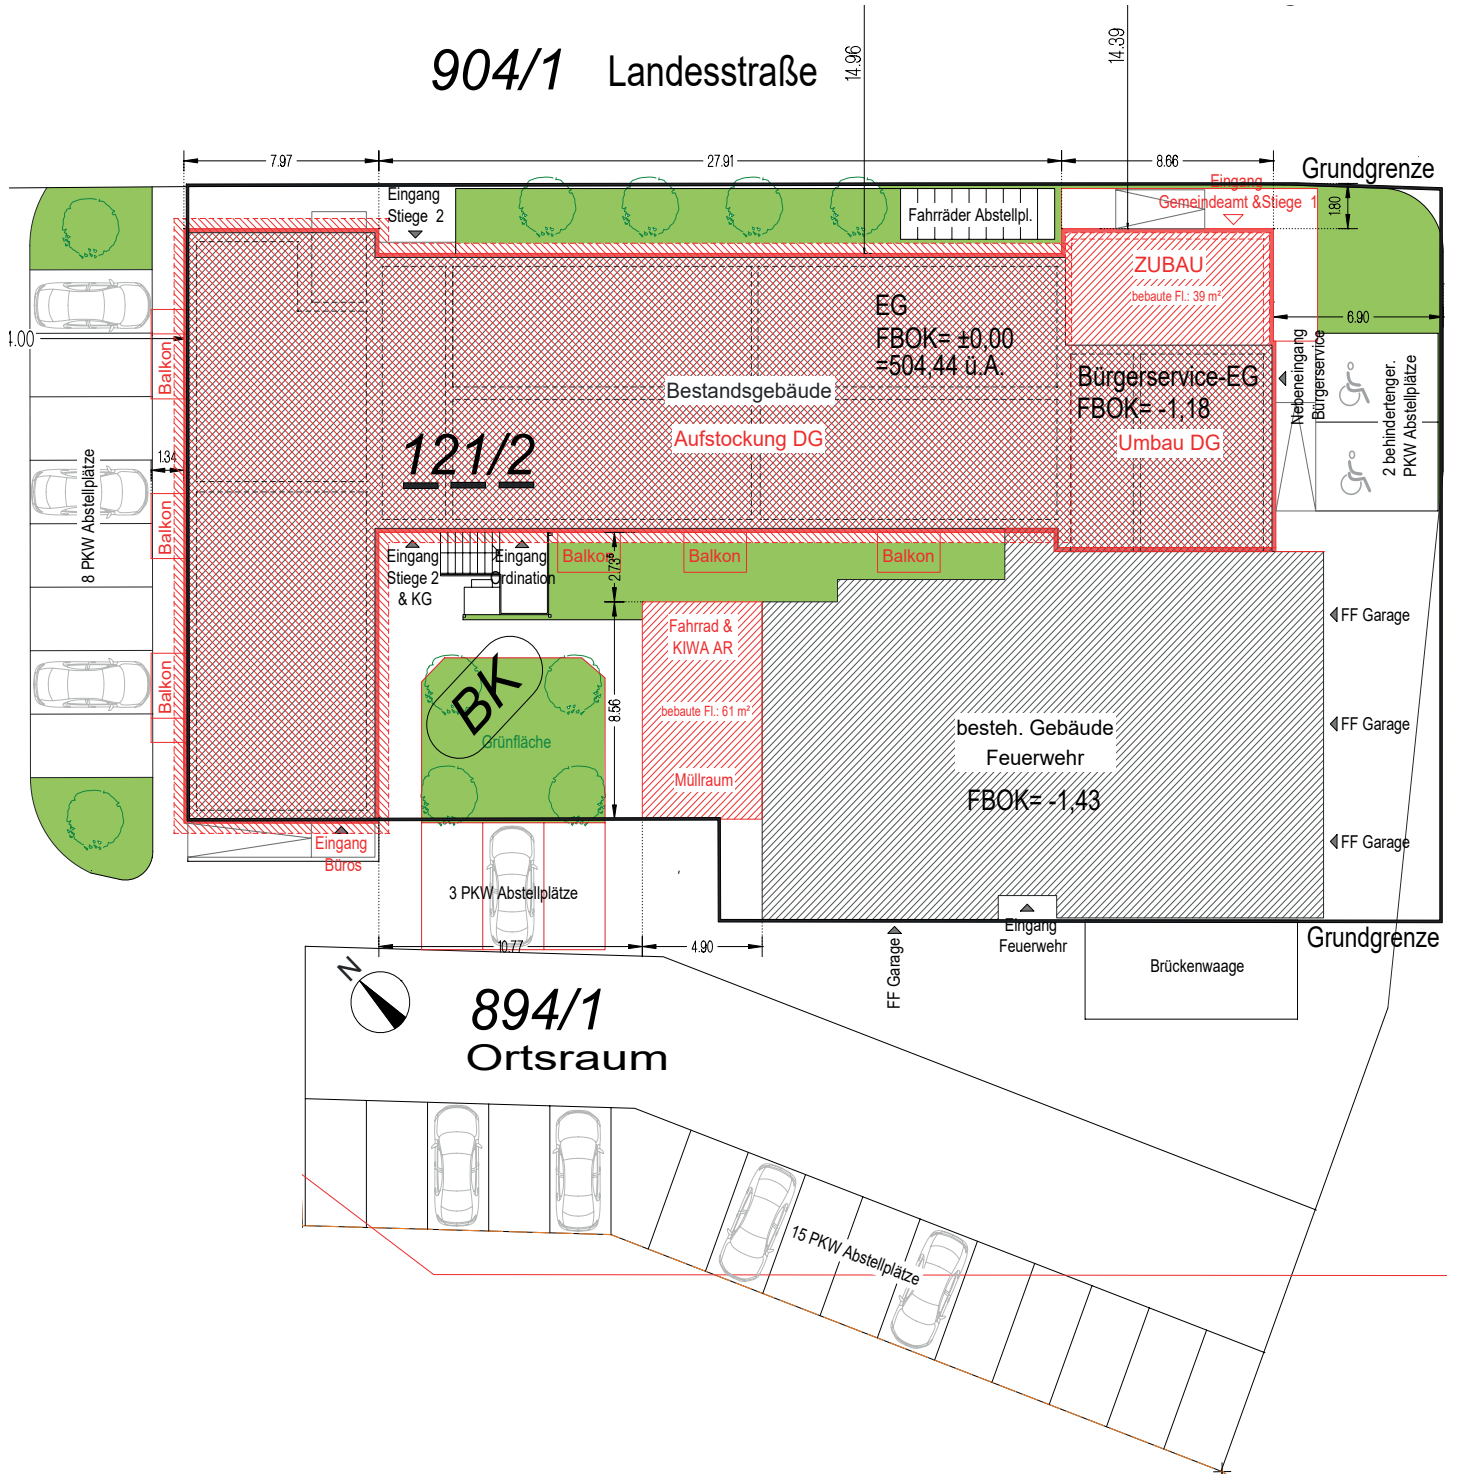 904/1 Landesstraße
14.96
14.39
7.97
27.91
8.66
Grundgrenze
Eingang
Stiege 2
Fahrräder Abstellpl.
Eingang
Gemeindeamt &Stiege 1
1.80
ZUBAU
bebaute Fl.: 39 m²
EG
FBOK= ±0,00
=504,44 ü.A.
6.90
1.00
Balkon
Bestandsgebäude
Aufstockung DG
Bürgerservice-EG
FBOK= -1,18
Umbau DG
Nebeneingang
Bürgerservice
2 behindertenger.
PKW Abstellplätze
121/2
1.34
8 PKW Abstellplätze
Balkon
Balkon
Eingang
Stiege 2
& KG
Eingang
Ordination
Balkon
Balkon
Balkon
2.73⁵
Fahrrad &
KIWA AR
bebaute Fl.: 61 m²
Müllraum
8.56
BK
Grünfläche
besteh. Gebäude
Feuerwehr
FBOK= -1,43
FF Garage
FF Garage
FF Garage
Eingang
Büros
3 PKW Abstellplätze
10.77
4.90
FF Garage
Eingang
Feuerwehr
Brückenwaage
Grundgrenze
N
894/1
Ortsraum
15 PKW Abstellplätze